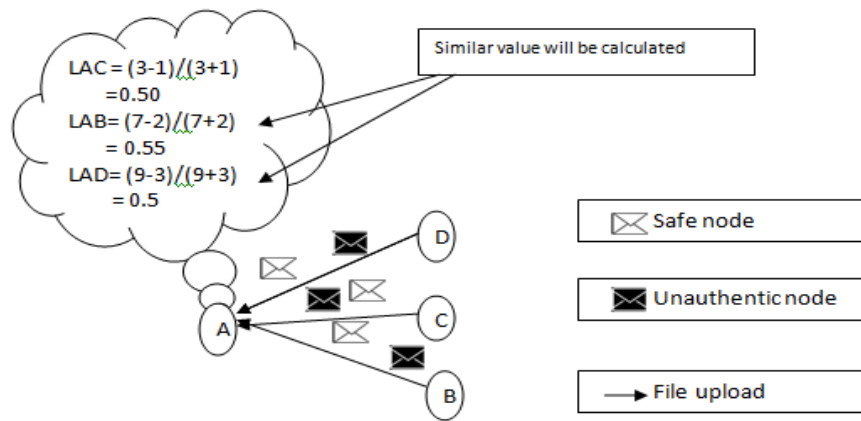 Similar value will be calculated
LAC = (3-1)/(3+1)
=0.50
LAB= (7-2)/(7+2)
= 0.55
LAD= (9-3)/(9+3)
= 0.5
D
Safe node
Unauthentic node
A
C
B
File upload